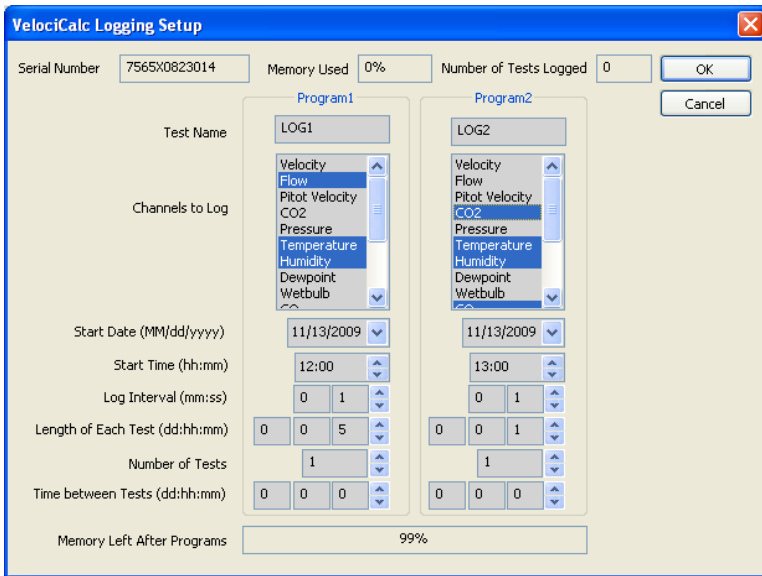 VelociCalc Logging Setup
Serial Number 7565X0823014 Memory Used 0% Number of Tests Logged 0 OK
Cancel
Program1 Program2
Test Name LOG1 LOG2
Channels to Log
Velocity
Flow
Pitot Velocity
CO2
Pressure
Temperature
Humidity
Dewpoint
Wetbulb
CO
Velocity
Flow
Pitot Velocity
CO2
Pressure
Temperature
Humidity
Dewpoint
Wetbulb
CO
Start Date (MM/dd/yyyy) 11/13/2009 11/13/2009
Start Time (hh:mm) 12:00 13:00
Log Interval (mm:ss) 0 1 0 1
Length of Each Test (dd:hh:mm) 0 0 5 0 0 1
Number of Tests 1 1
Time between Tests (dd:hh:mm) 0 0 0 0 0 0
Memory Left After Programs 99%